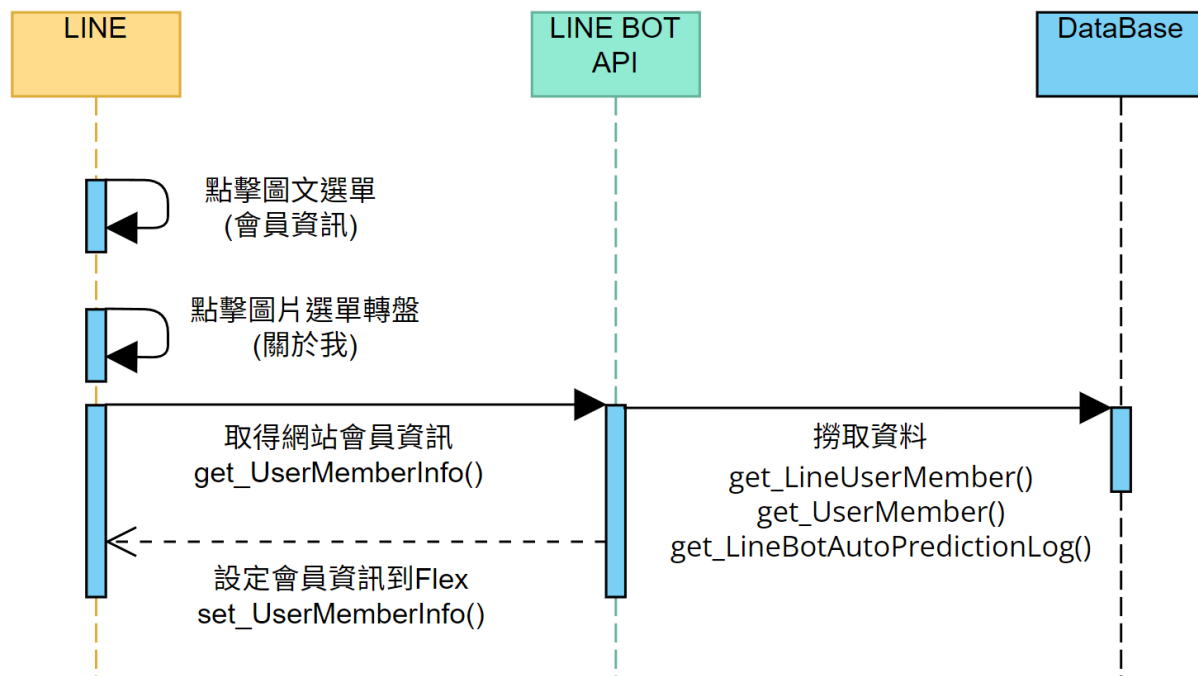 LINE
LINE BOT
API
DataBase
點擊圖文選單
(會員資訊)
點擊圖片選單轉盤
(關於我)
取得網站會員資訊
get_UserMemberInfo()
撈取資料
get_LineUserMember()
get_UserMember()
get_LineBotAutoPredictionLog()
設定會員資訊到Flex
set_UserMemberInfo()